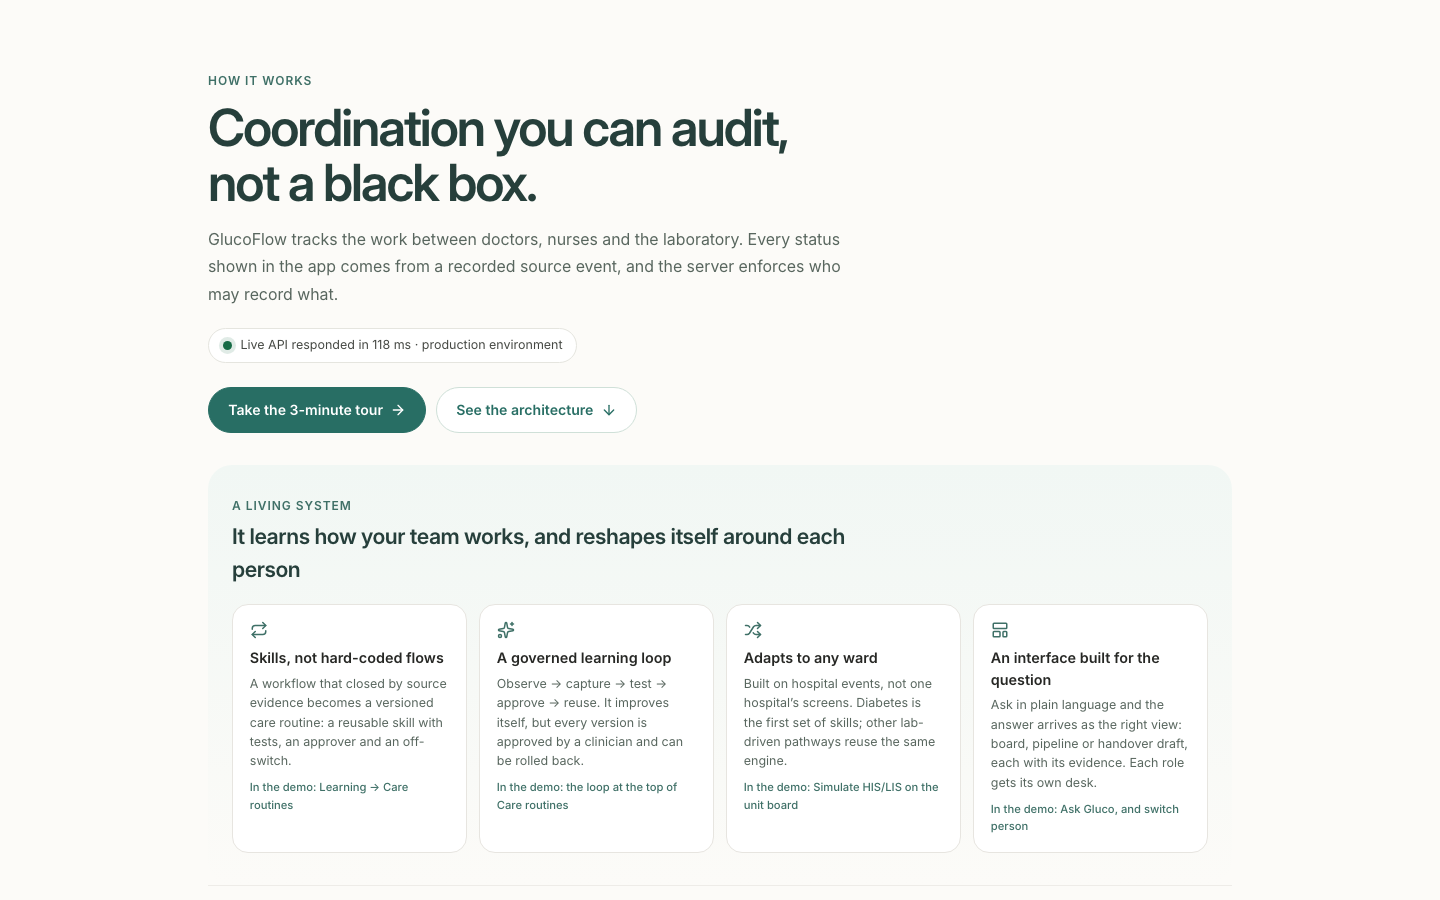 HOW IT WORKS
Coordination you can audit,
not a black box.
GlucoFlow tracks the work between doctors, nurses and the laboratory. Every status
shown in the app comes from a recorded source event, and the server enforces who
may record what.
Live API responded in 118 ms · production environment
Take the 3-minute tour →
See the architecture ↓
A LIVING SYSTEM
It learns how your team works, and reshapes itself around each
person
Skills, not hard-coded flows
A workflow that closed by source
evidence becomes a versioned
care routine: a reusable skill with
tests, an approver and an off-
switch.
In the demo: Learning → Care
routines
A governed learning loop
Observe → capture → test →
approve → reuse. It improves
itself, but every version is
approved by a clinician and can
be rolled back.
In the demo: the loop at the top of
Care routines
Adapts to any ward
Built on hospital events, not one
hospital’s screens. Diabetes is
the first set of skills; other lab-
driven pathways reuse the same
engine.
In the demo: Simulate HIS/LIS on the
unit board
An interface built for the
question
Ask in plain language and the
answer arrives as the right view:
board, pipeline or handover draft,
each with its evidence. Each role
gets its own desk.
In the demo: Ask Gluco, and switch
person